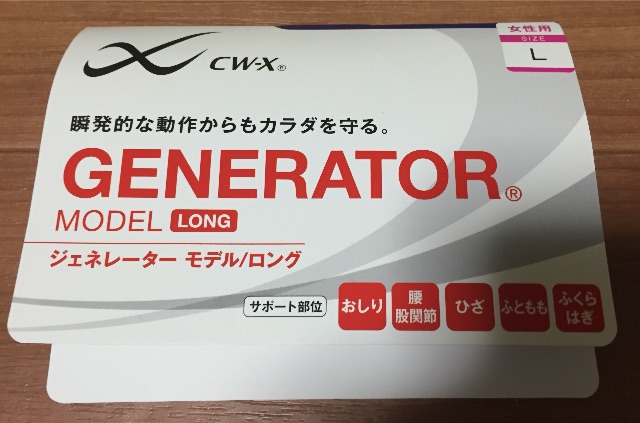 女性用
SIZE
L
CW-X®
瞬発的な動作からもカラダを守る。
GENERATOR®
MODEL LONG
ジェネレーター モデル/ロング
サポート部位 おしり 腰 股関節 ひざ ふともも ふくらはぎ